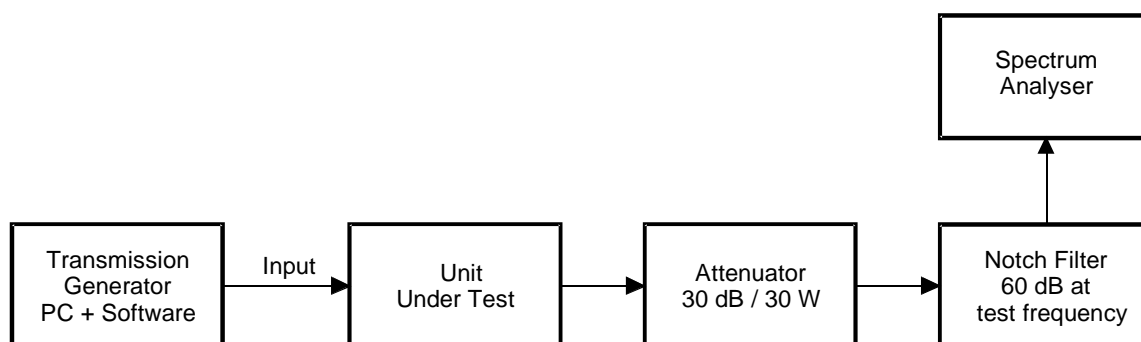 Spectrum
Analyser
Transmission
Generator
PC + Software
Input
Unit
Under Test
Attenuator
30 dB / 30 W
Notch Filter
60 dB at
test frequency